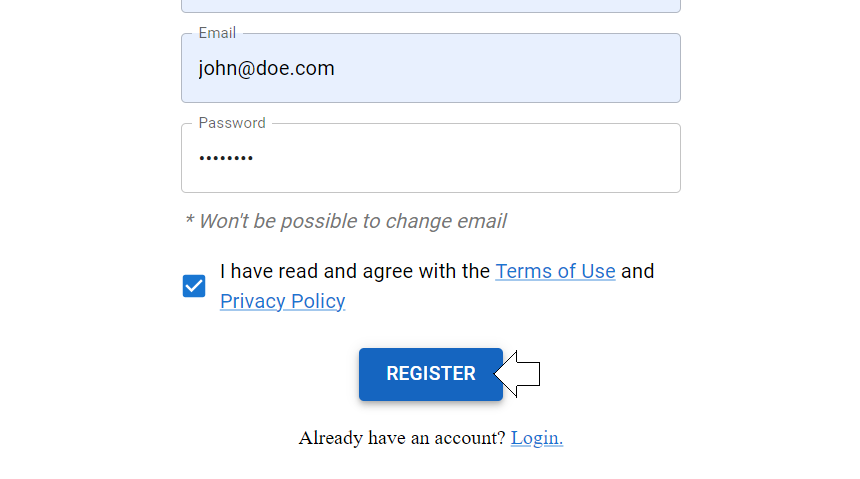 Email
john@doe.com
Password
••••••••
* Won't be possible to change email
I have read and agree with the Terms of Use and
Privacy Policy
REGISTER
Already have an account? Login.